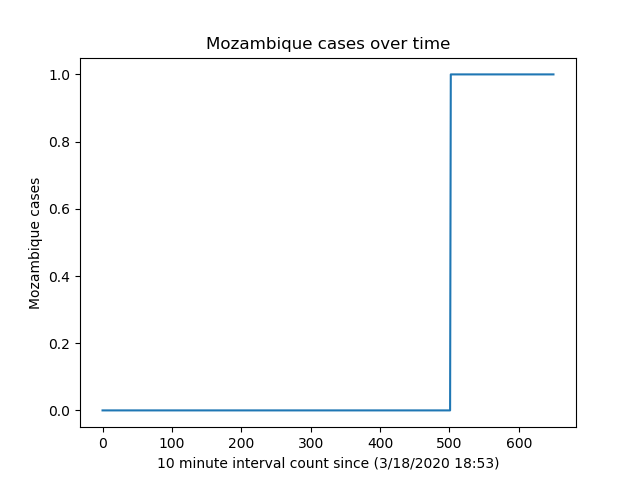 Mozambique cases over time
Mozambique cases
1.0
0.8
0.6
0.4
0.2
0.0
0 100 200 300 400 500 600
10 minute interval count since (3/18/2020 18:53)